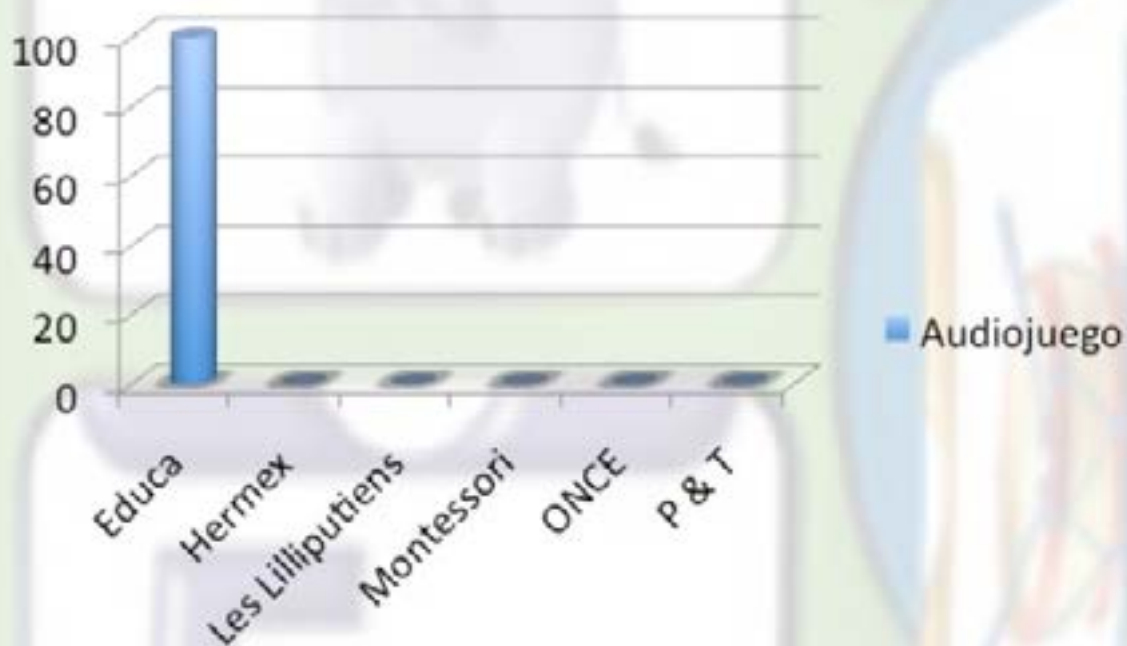 100
80
60
40
20
0
Educa
Hermex
Les Lilliputiens
Montessori
ONCE
P & T
Audiojuego